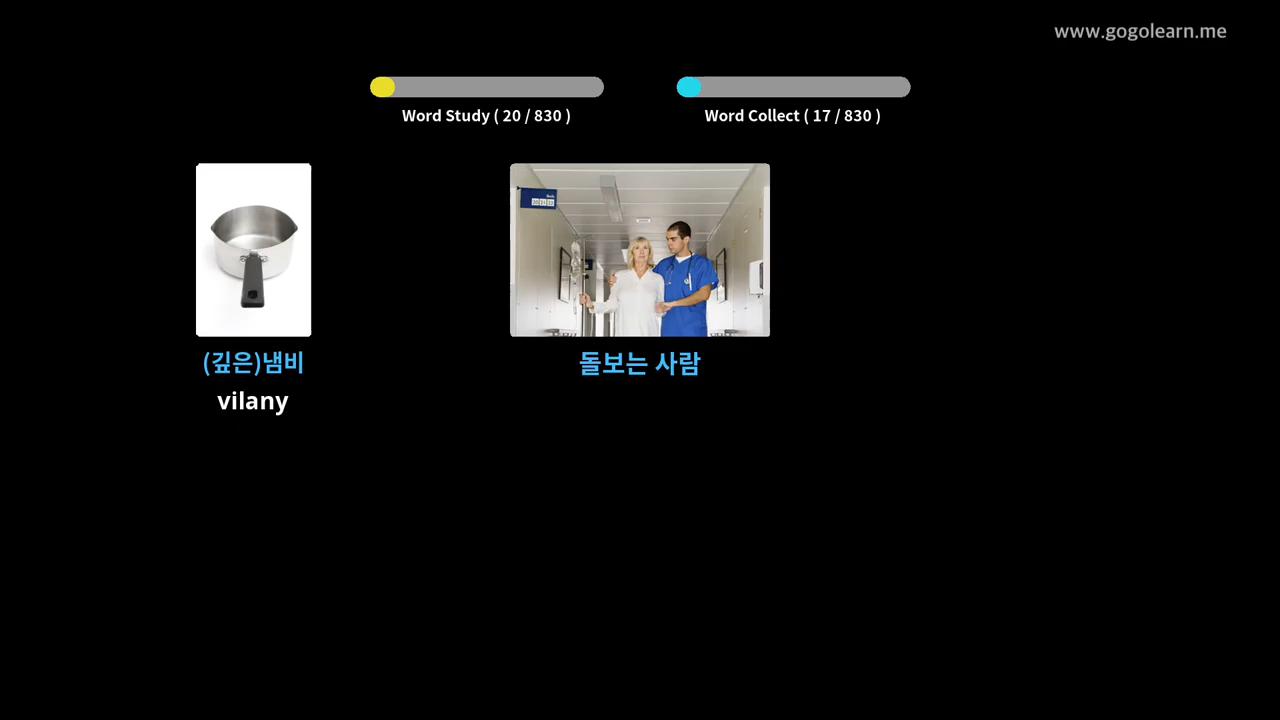 www.gogolearn.me
Word Study ( 20 / 830 )
Word Collect ( 17 / 830 )
(깊은)냄비
vilany
돌보는 사람